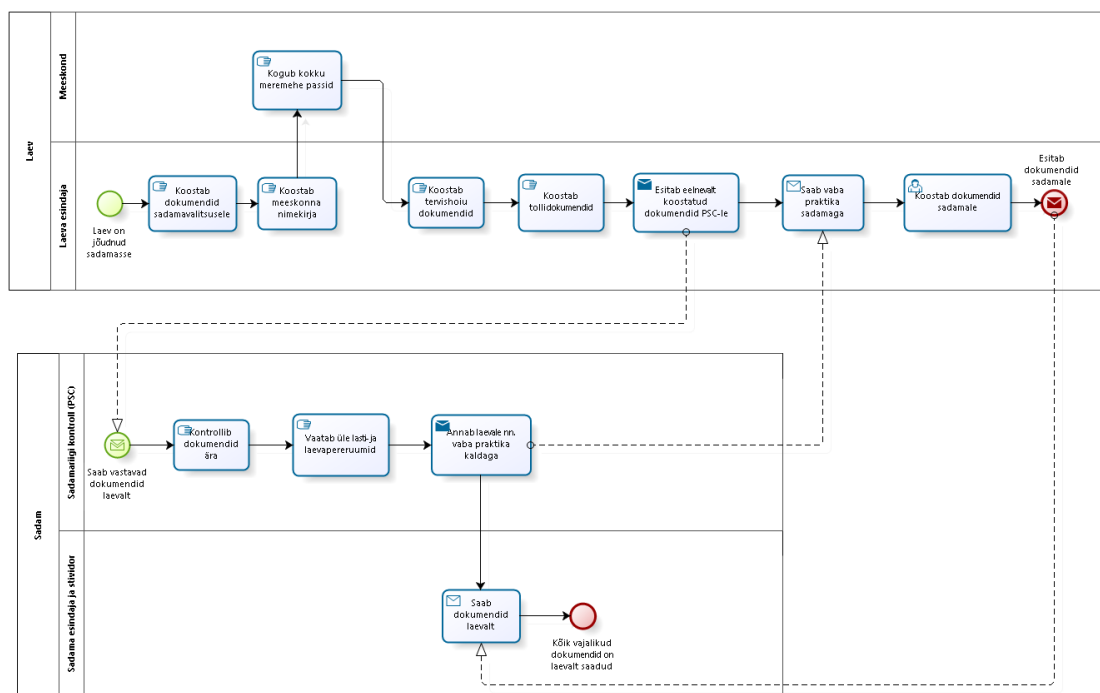 Laev
Meeskond
Kogub kokku
meremehe passid
Laeva esindaja
Laev on
jõudnud
sadamasse
Koostab
dokumendid
sadamavalitsusele
Koostab
meeskonna
nimekirja
Koostab
tervishoiu
dokumendid
Koostab
tollidokumendid
Esitab eelnevalt
koostatud
dokumendid PSC-le
Saab vaba
praktika
sadamaga
Koostab dokumendid
sadamale
Esitab
dokumendid
sadamale
Sadam
Sadamariigi kontroll (PSC)
Saab vastavad
dokumendid
laevalt
Kontrollib
dokumendid
ära
Vaatab üle lasti-ja
laevapereruumid
Annab laevale nn.
vaba praktika
kaldaga
Sadama esindaja ja stividor
Saab
dokumendid
laevalt
Kõik vajalikud
dokumendid on
laevalt saadud